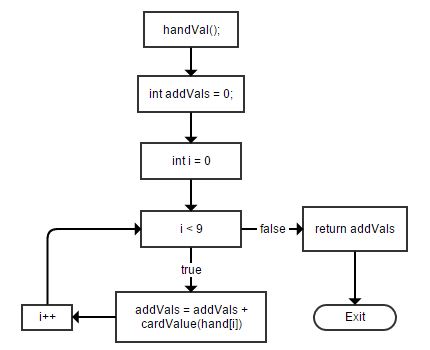 handVal();
int addVals = 0;
int i = 0
i < 9
false
return addVals
true
addVals = addVals +
cardValue(hand[i])
i++
Exit